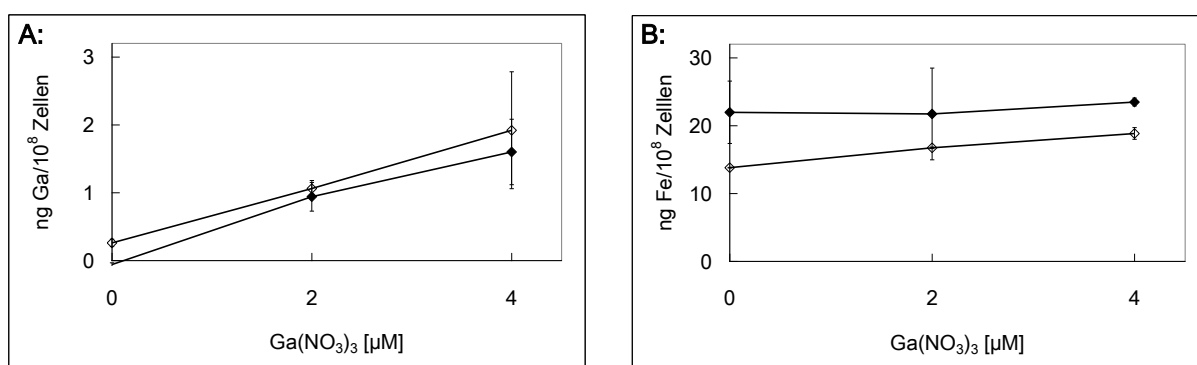 A:
3
2
1
0
ng Ga/10⁸ Zellen
0 2 4
Ga(NO₃)₃ [µM]
B:
30
20
10
0
ng Fe/10⁸ Zelllen
0 2 4
Ga(NO₃)₃ [µM]